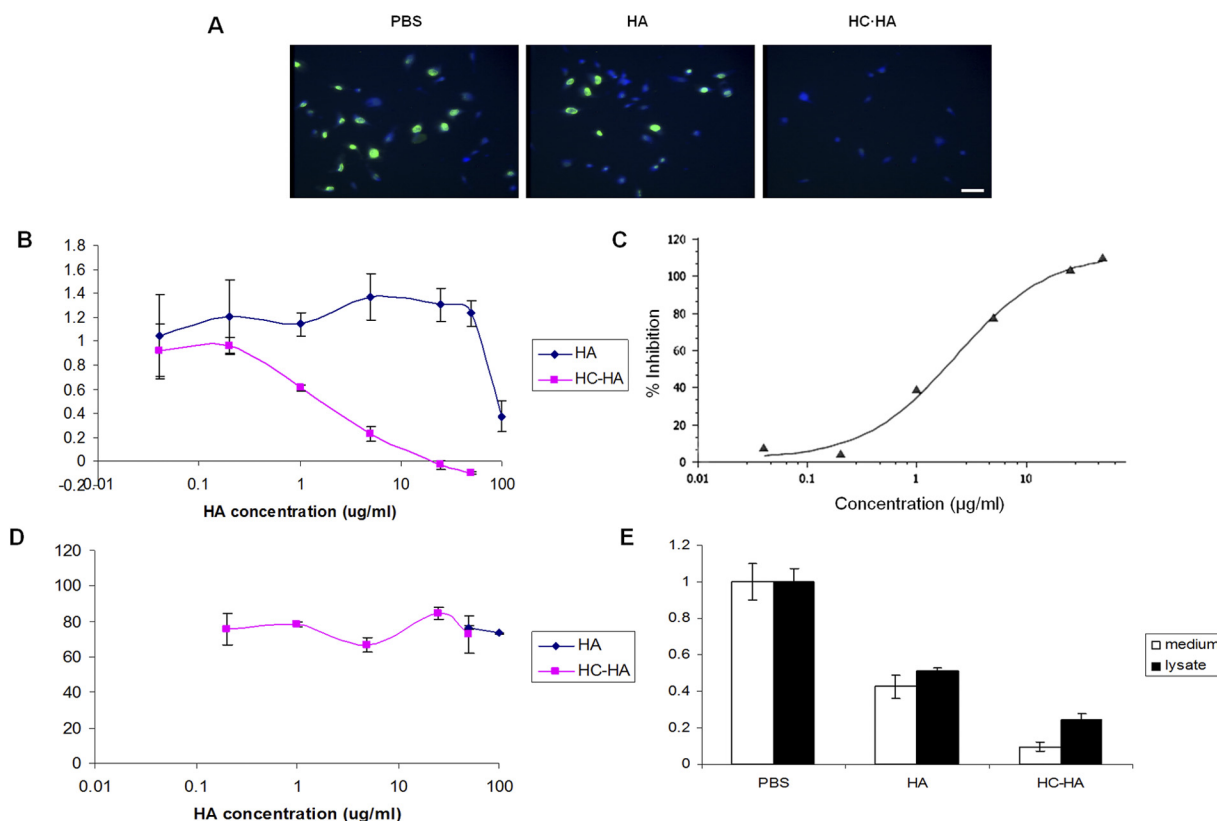 A
PBS
HA
HC·HA
B
1.8
1.6
1.4
1.2
1
0.8
0.6
0.4
0.2
0
-0.2
0.01
0.1
1
10
100
HA concentration (ug/ml)
HA
HC-HA
C
120
100
80
60
40
20
0
% Inhibition
0.01
0.1
1
10
Concentration (µg/ml)
D
120
100
80
60
40
20
0
0.01
0.1
1
10
100
HA concentration (ug/ml)
HA
HC-HA
E
1.2
1
0.8
0.6
0.4
0.2
0
PBS
HA
HC-HA
medium
lysate